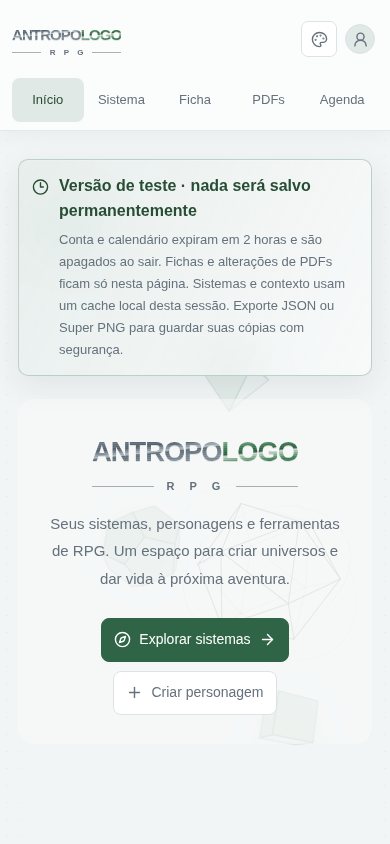 ANTROPOLOGO
RPG
Início
Sistema
Ficha
PDFs
Agenda
Versão de teste · nada será salvo
permanentemente
Conta e calendário expiram em 2 horas e são
apagados ao sair. Fichas e alterações de PDFs
ficam só nesta página. Sistemas e contexto usam
um cache local desta sessão. Exporte JSON ou
Super PNG para guardar suas cópias com
segurança.
ANTROPOLOGO
RPG
Seus sistemas, personagens e ferramentas
de RPG. Um espaço para criar universos e
dar vida à próxima aventura.
Explorar sistemas
Criar personagem